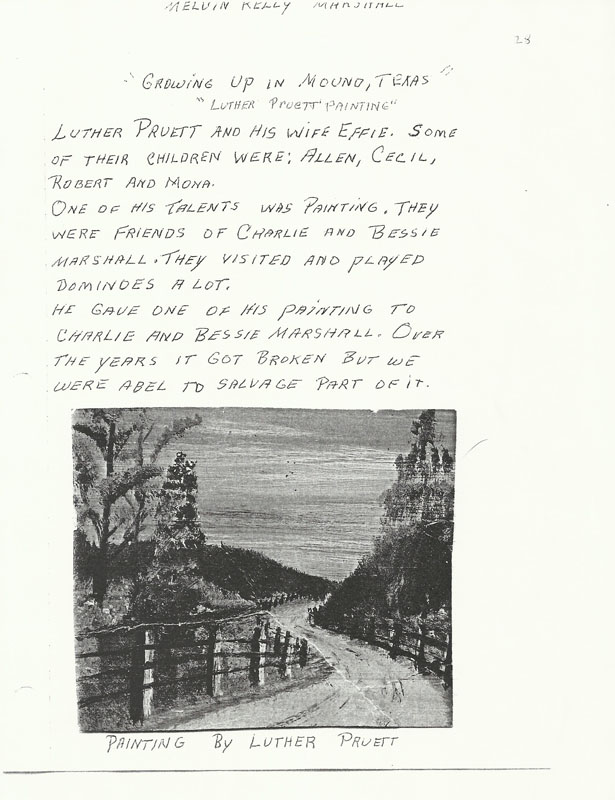 MELVIN KELLY MARSHALL
28
"GROWING UP IN MOUND, TEXAS"
"LUTHER PRUETT PAINTING"
LUTHER PRUETT AND HIS WIFE EFFIE. SOME
OF THEIR CHILDREN WERE; ALLEN, CECIL,
ROBERT AND MONA.
ONE OF HIS TALENTS WAS PAINTING. THEY
WERE FRIENDS OF CHARLIE AND BESSIE
MARSHALL. THEY VISITED AND PLAYED
DOMINOES A LOT.
HE GAVE ONE OF HIS PAINTING TO
CHARLIE AND BESSIE MARSHALL. OVER
THE YEARS IT GOT BROKEN BUT WE
WERE ABEL TO SALVAGE PART OF IT.
PAINTING BY LUTHER PRUETT